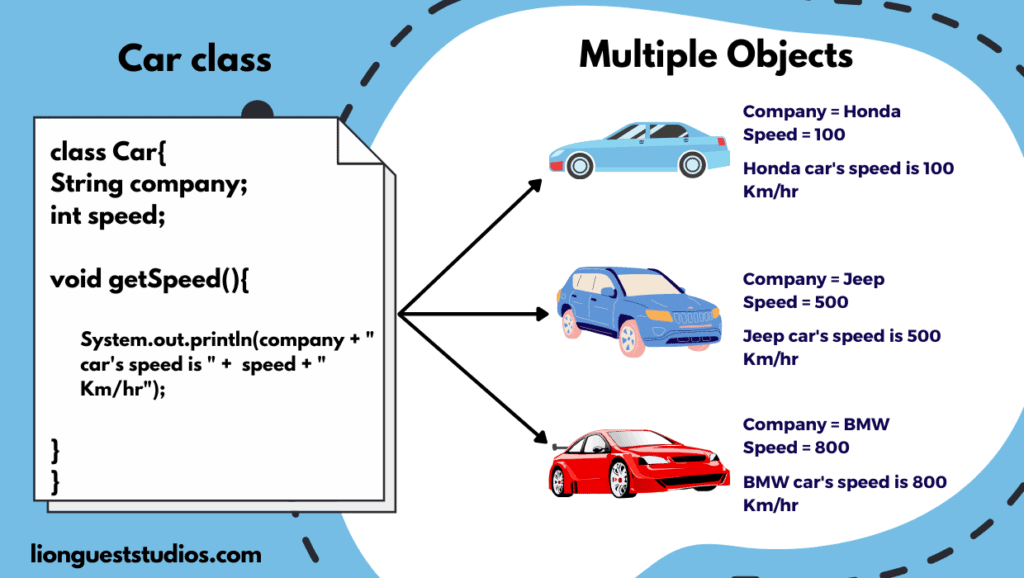 Car class
class Car{
String company;
int speed;
void getSpeed(){
System.out.println(company + "
car's speed is " + speed + "
Km/hr");
}
}
liongueststudios.com
Multiple Objects
Company = Honda
Speed = 100
Honda car's speed is 100
Km/hr
Company = Jeep
Speed = 500
Jeep car's speed is 500
Km/hr
Company = BMW
Speed = 800
BMW car's speed is 800
Km/hr